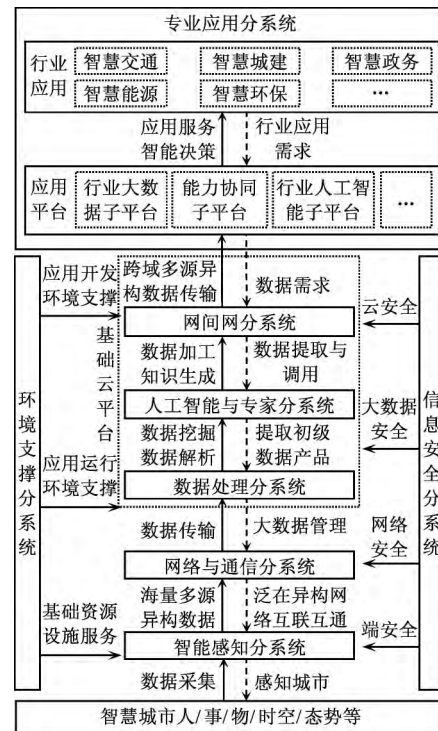 专业应用分系统
行业
应用
智慧交通
智慧城建
智慧政务
智慧能源
智慧环保
…
应用服务
智能决策
行业应用
需求
应用
平台
行业大数
据子平台
能力协同
子平台
行业人工智
能子平台
…
环境支撑分系统
应用开发
环境支撑
基础云平台
跨域多源异
构数据传输
数据需求
网间网分系统
云安全
数据加工
知识生成
数据提取与
调用
人工智能与专家分系统
大数据
安全
信息安全分系统
数据挖掘
数据解析
提取初级
数据产品
应用运行
环境支撑
数据处理分系统
数据传输
大数据管理
网络
安全
网络与通信分系统
海量多源
异构数据
泛在异构网
络互联互通
基础资源
设施服务
智能感知分系统
端安全
数据采集
感知城市
智慧城市人/事/物/时空/态势等